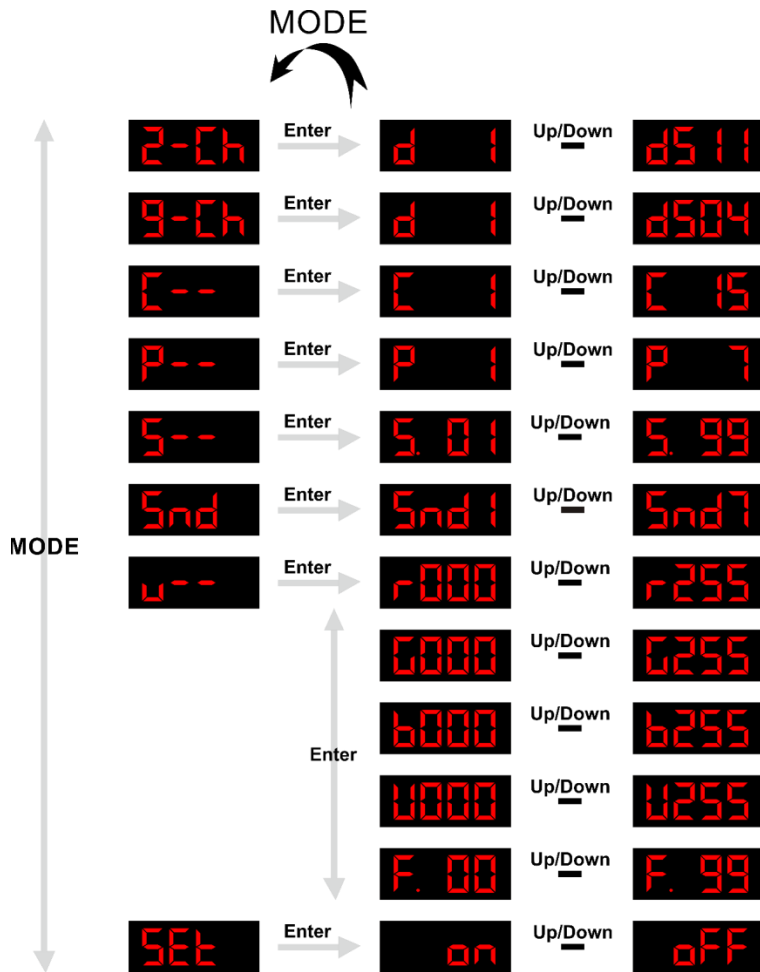 MODE
2-Ch Enter d 1 Up/Down d511
9-Ch Enter d 1 Up/Down d504
C-- Enter C 1 Up/Down C 15
P-- Enter P 1 Up/Down P 7
S-- Enter S. 01 Up/Down S. 99
Snd Enter Snd1 Up/Down Snd7
MODE
u-- Enter r000 Up/Down r255
G000 Up/Down G255
Enter
b000 Up/Down b255
U000 Up/Down U255
F. 00 Up/Down F. 99
SEt Enter on Up/Down oFF